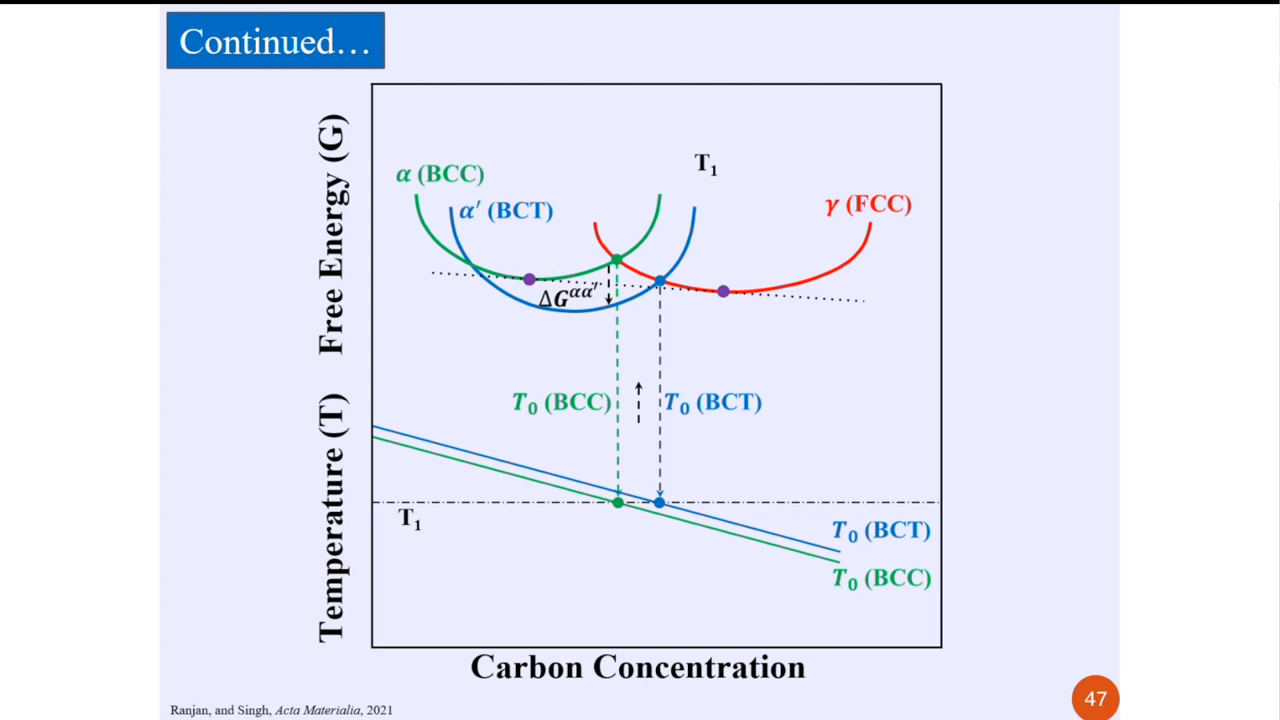 Continued…
Free Energy (G)
T₁
α (BCC)
α′ (BCT)
γ (FCC)
ΔG^αα′
T₀ (BCC)
T₀ (BCT)
Temperature (T)
T₁
T₀ (BCT)
T₀ (BCC)
Carbon Concentration
Ranjan, and Singh, Acta Materialia, 2021
47